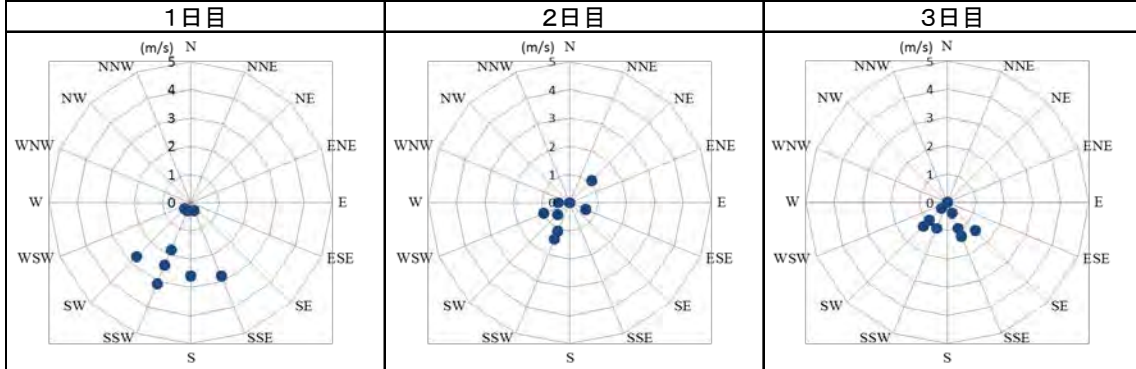 1日目 2日目 3日目
(m/s) N (m/s) N (m/s) N
5 5 5
NNW NNE NNW NNE NNW NNE
4 4 4
NW NE NW NE NW NE
3 3 3
2 2 2
WNW ENE WNW ENE WNW ENE
1 1 1
W 0 E W 0 E W 0 E
WSW ESE WSW ESE WSW ESE
SW SE SW SE SW SE
SSW SSE SSW SSE SSW SSE
S S S